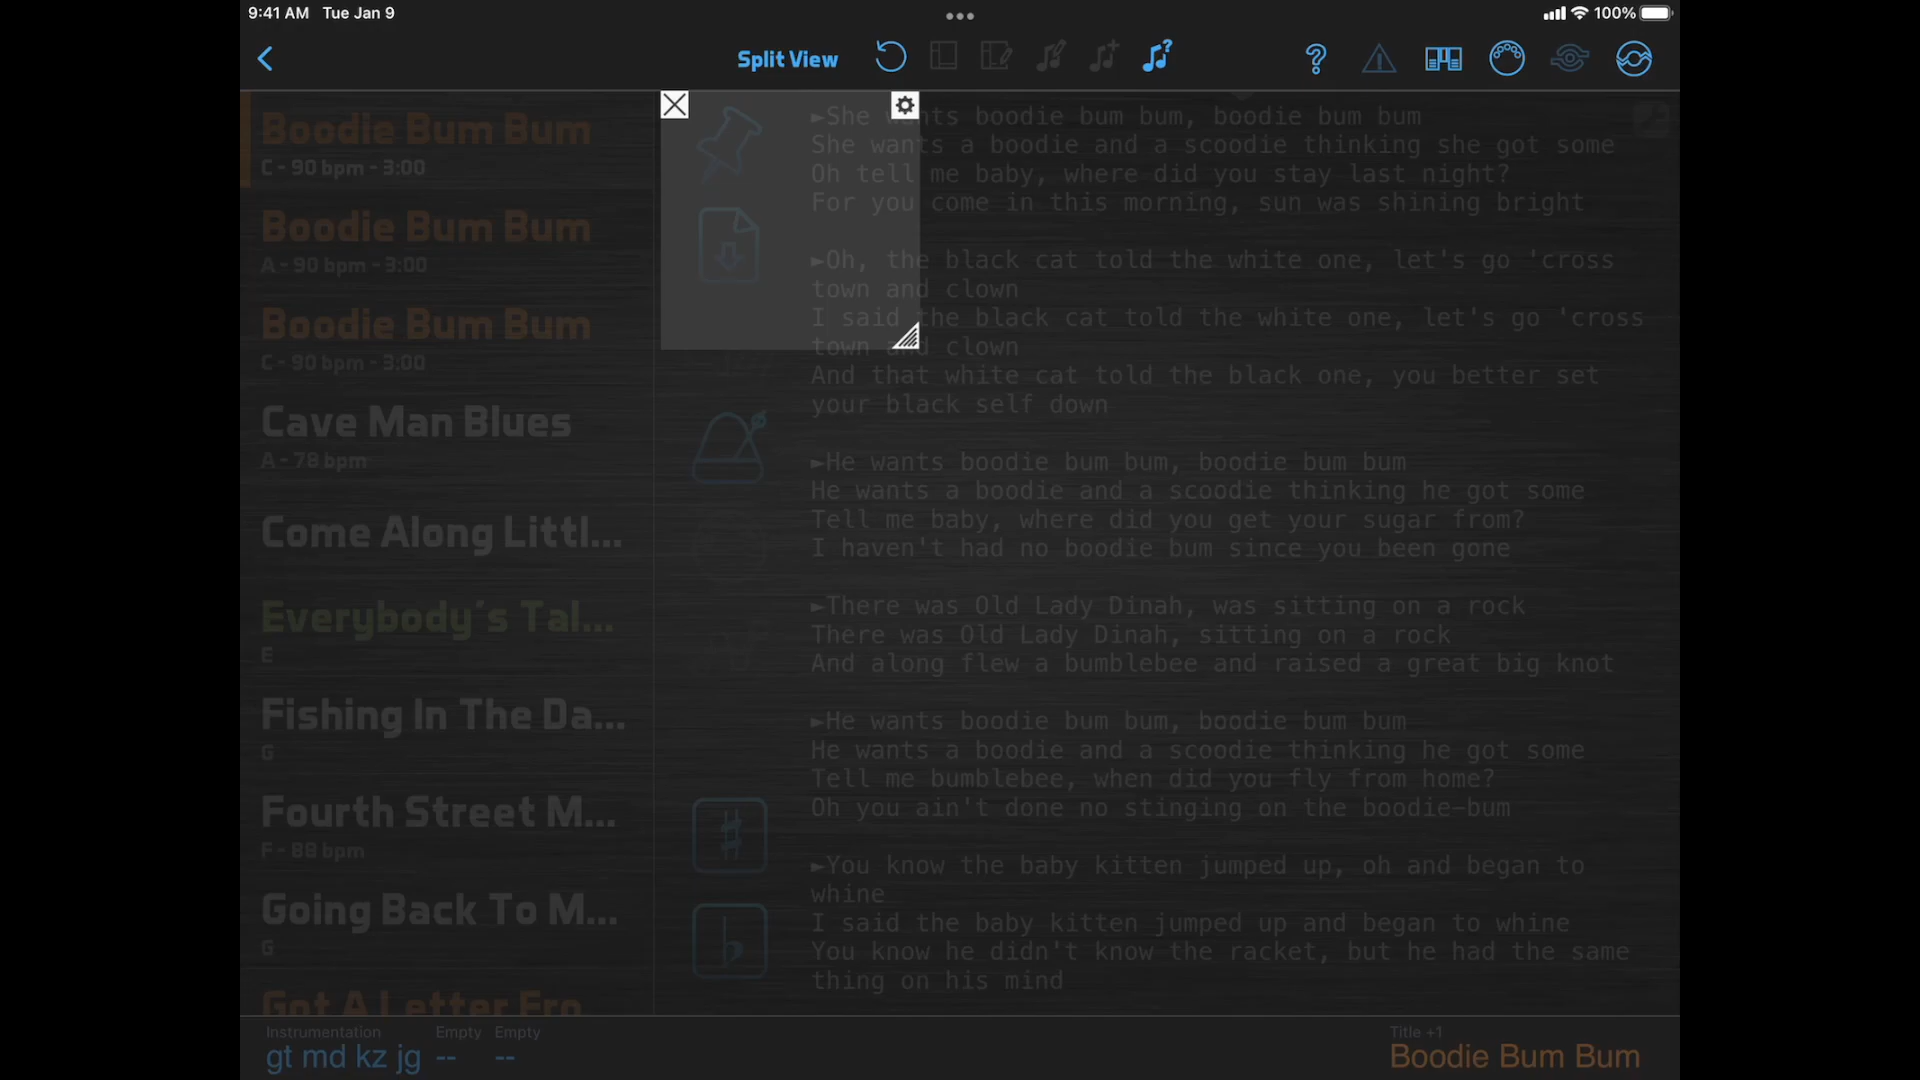 9:41 AM Tue Jan 9
100%
Split View
Boodie Bum Bum
C - 90 bpm - 3:00
Boodie Bum Bum
A - 90 bpm - 3:00
Boodie Bum Bum
C - 90 bpm - 3:00
Cave Man Blues
A - 78 bpm
Come Along Littl...
Everybody's Tal...
E
Fishing In The Da...
G
Fourth Street M...
F - 88 bpm
Going Back To M...
G
Got A Letter Fro
►She wants boodie bum bum, boodie bum bum
She wants a boodie and a scoodie thinking she got some
Oh tell me baby, where did you stay last night?
For you come in this morning, sun was shining bright
►Oh, the black cat told the white one, let's go 'cross
town and clown
I said the black cat told the white one, let's go 'cross
town and clown
And that white cat told the black one, you better set
your black self down
►He wants boodie bum bum, boodie bum bum
He wants a boodie and a scoodie thinking he got some
Tell me baby, where did you get your sugar from?
I haven't had no boodie bum since you been gone
►There was Old Lady Dinah, was sitting on a rock
There was Old Lady Dinah, sitting on a rock
And along flew a bumblebee and raised a great big knot
►He wants boodie bum bum, boodie bum bum
He wants a boodie and a scoodie thinking he got some
Tell me bumblebee, when did you fly from home?
Oh you ain't done no stinging on the boodie-bum
►You know the baby kitten jumped up, oh and began to
whine
I said the baby kitten jumped up and began to whine
You know he didn't know the racket, but he had the same
thing on his mind
Instrumentation Empty Empty
gt md kz jg -- --
Title +1
Boodie Bum Bum